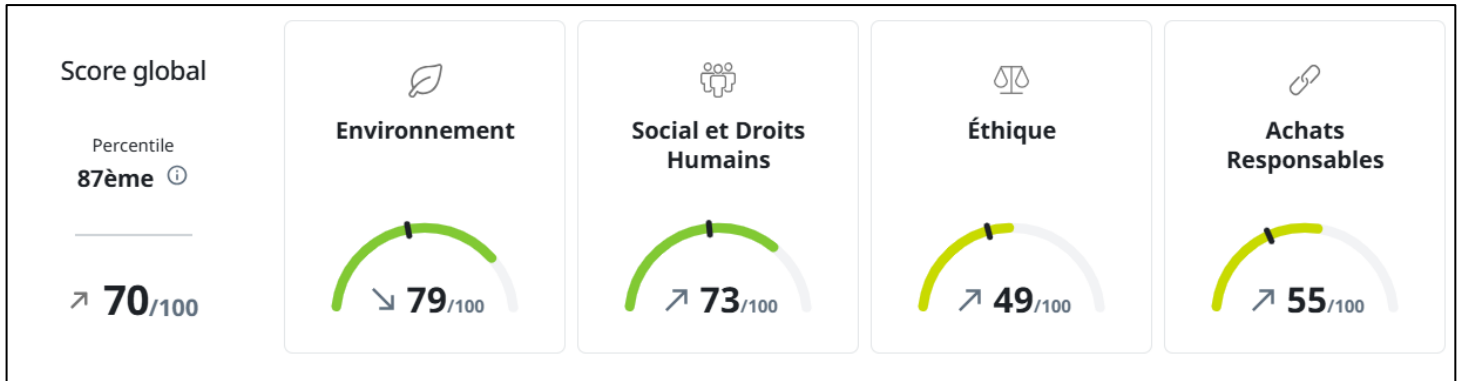 Score global
Percentile
87ème
70/100
Environnement
79/100
Social et Droits
Humains
73/100
Éthique
49/100
Achats
Responsables
55/100